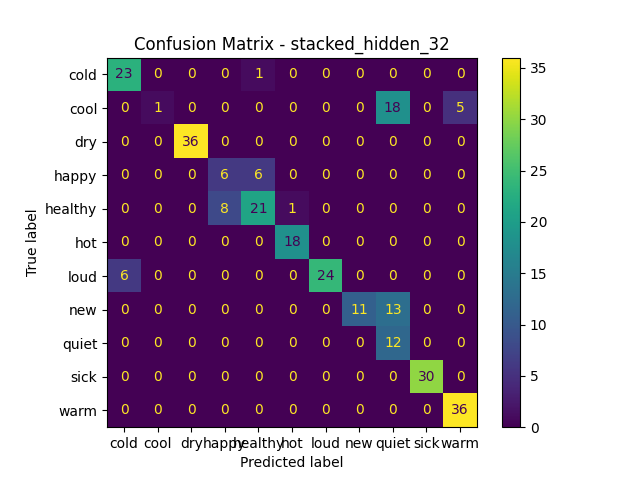 Confusion Matrix - stacked_hidden_32
cold 23 0 0 0 1 0 0 0 0 0 0
cool 0 1 0 0 0 0 0 0 18 0 5
dry 0 0 36 0 0 0 0 0 0 0 0
happy 0 0 0 6 6 0 0 0 0 0 0
healthy 0 0 0 8 21 1 0 0 0 0 0
hot 0 0 0 0 0 18 0 0 0 0 0
loud 6 0 0 0 0 0 24 0 0 0 0
new 0 0 0 0 0 0 0 11 13 0 0
quiet 0 0 0 0 0 0 0 0 12 0 0
sick 0 0 0 0 0 0 0 0 0 30 0
warm 0 0 0 0 0 0 0 0 0 0 36
cold cool dry happy healthy hot loud new quiet sick warm
Predicted label
True label
35
30
25
20
15
10
5
0